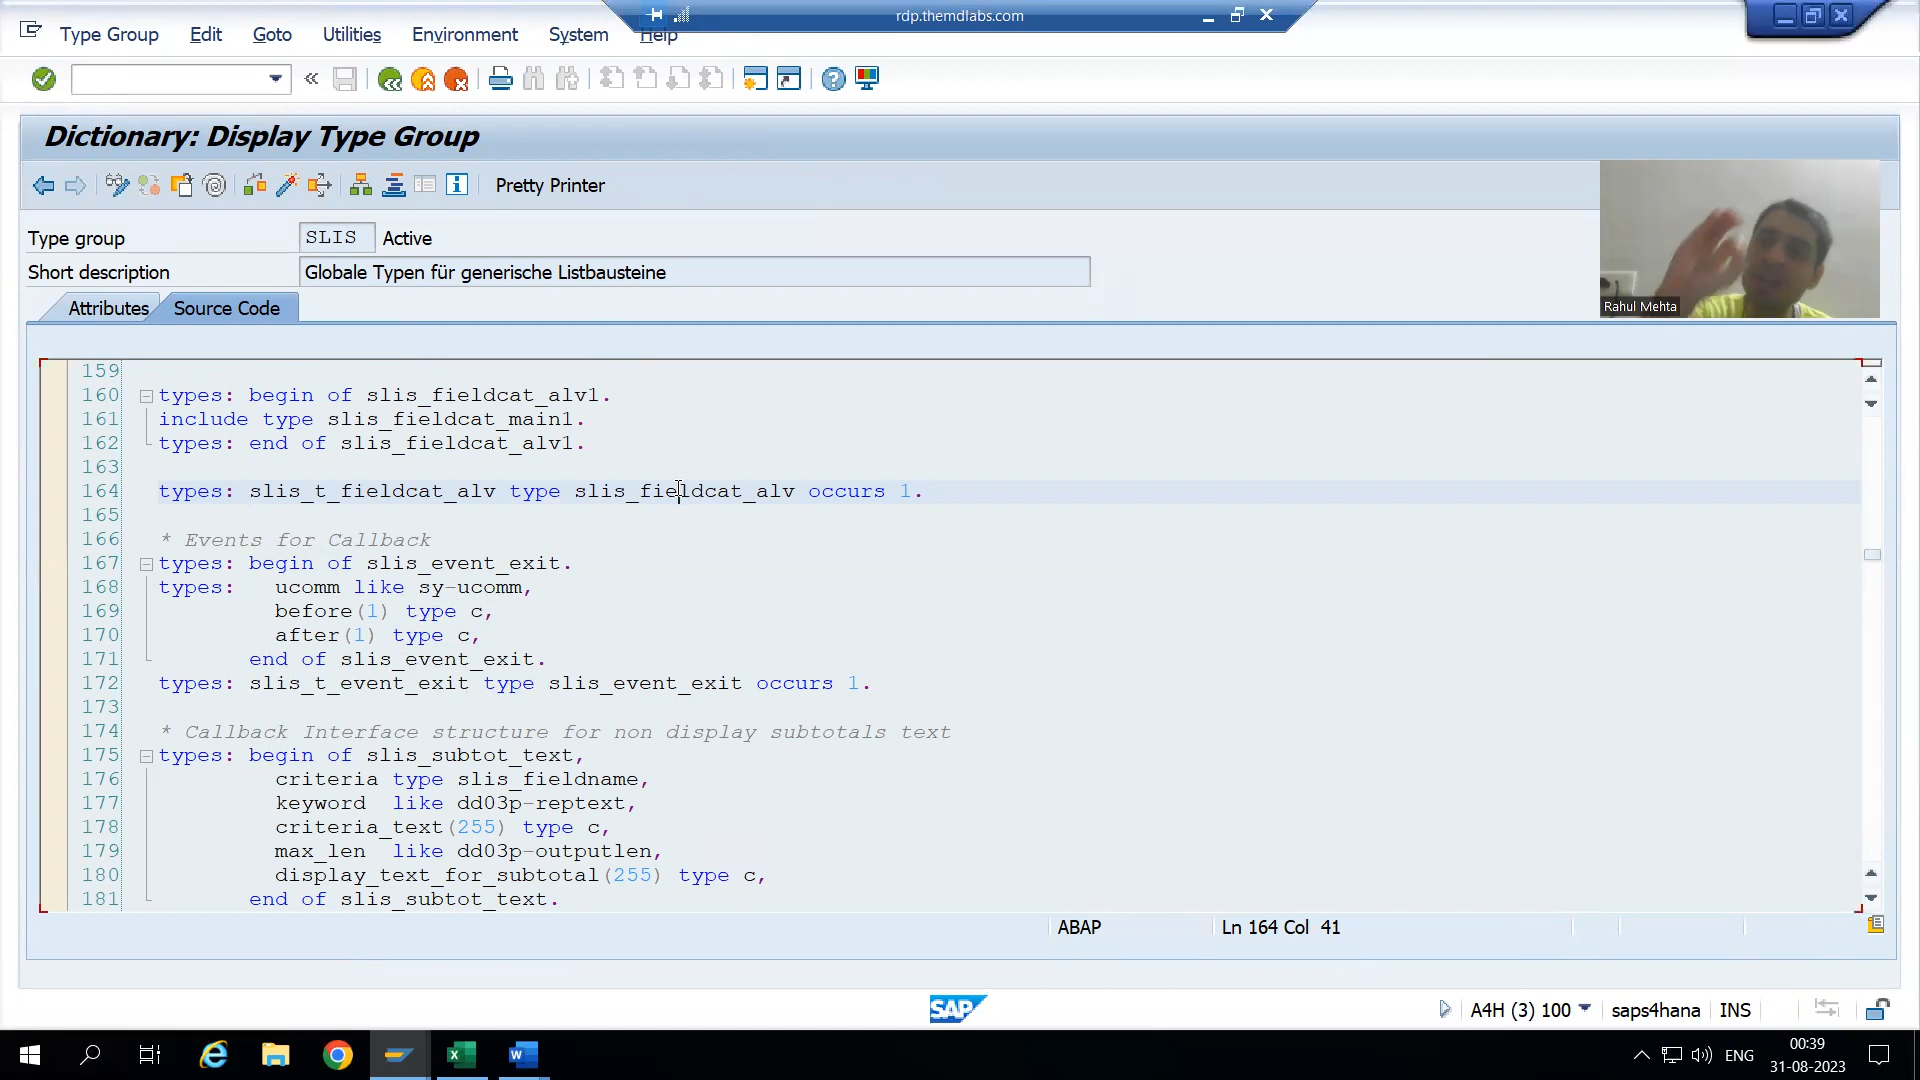 rdp.themdlabs.com
Type Group Edit Goto Utilities Environment System Help
Dictionary: Display Type Group
Pretty Printer
Type group SLIS Active
Short description Globale Typen für generische Listbausteine
Rahul Mehta
Attributes Source Code
159
160 types: begin of slis_fieldcat_alv1.
161 include type slis_fieldcat_main1.
162 types: end of slis_fieldcat_alv1.
163
164 types: slis_t_fieldcat_alv type slis_fieldcat_alv occurs 1.
165
166 * Events for Callback
167 types: begin of slis_event_exit.
168 types:   ucomm like sy-ucomm,
169 before(1) type c,
170 after(1) type c,
171 end of slis_event_exit.
172 types: slis_t_event_exit type slis_event_exit occurs 1.
173
174 * Callback Interface structure for non display subtotals text
175 types: begin of slis_subtot_text,
176 criteria type slis_fieldname,
177 keyword  like dd03p-reptext,
178 criteria_text(255) type c,
179 max_len  like dd03p-outputlen,
180 display_text_for_subtotal(255) type c,
181 end of slis_subtot_text.
ABAP Ln 164 Col 41
SAP A4H (3) 100 saps4hana INS
ENG 00:39
31-08-2023